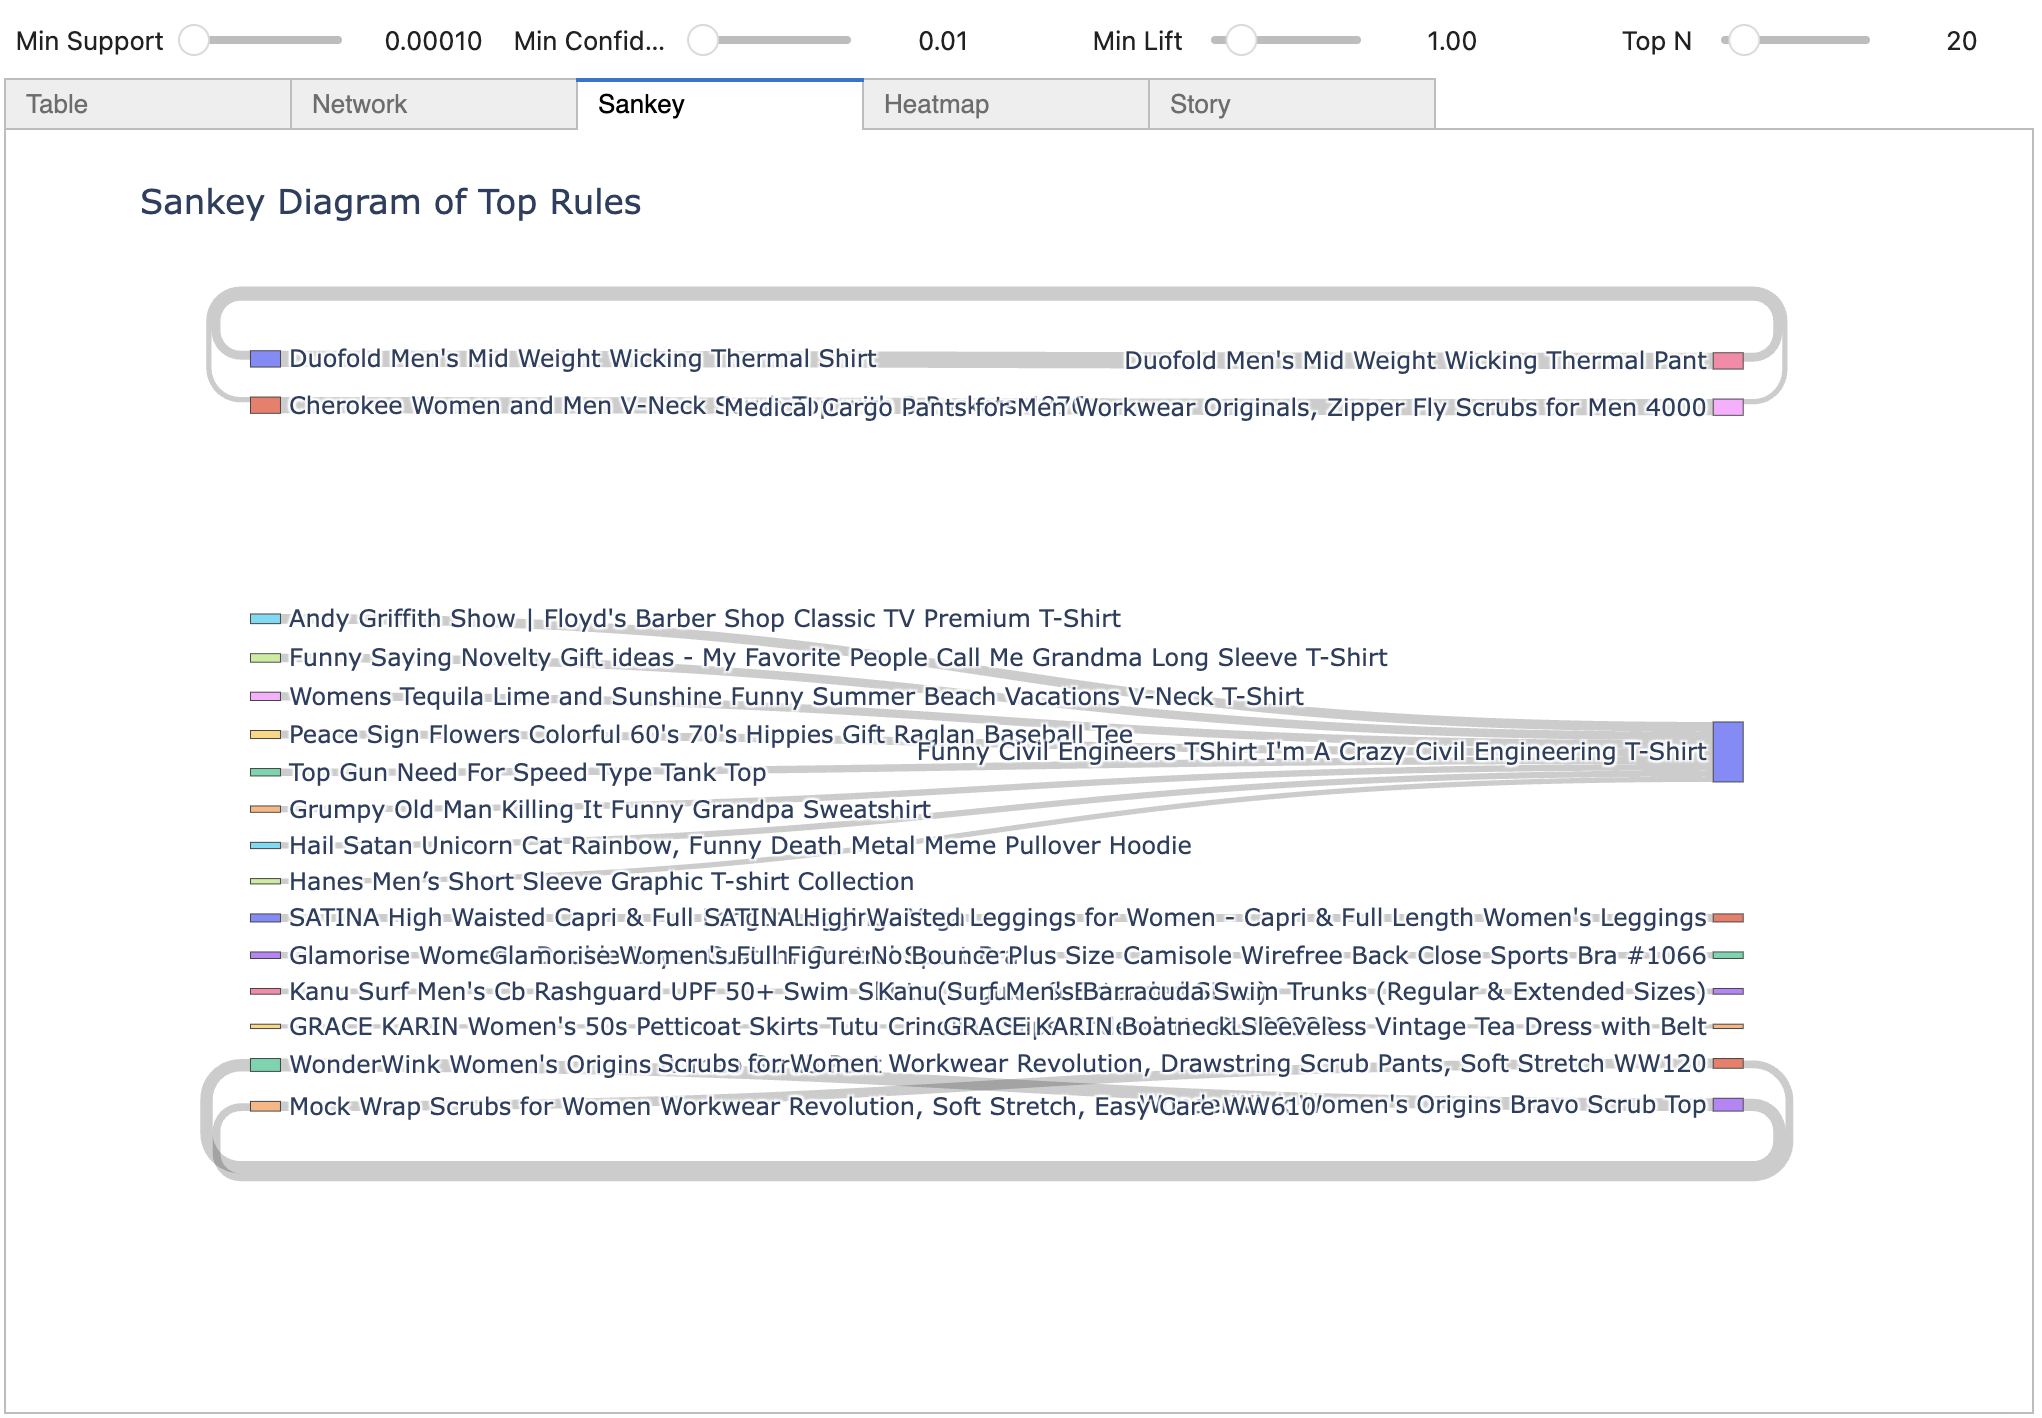 Min Support 0.00010 Min Confid... 0.01 Min Lift 1.00 Top N 20
Table Network Sankey Heatmap Story
Sankey Diagram of Top Rules
Duofold Men's Mid Weight Wicking Thermal Shirt Duofold Men's Mid Weight Wicking Thermal Pant
Cherokee Women and Men V-Neck Medical Cargo Pants for Men Workwear Originals, Zipper Fly Scrubs for Men 4000
Andy Griffith Show | Floyd's Barber Shop Classic TV Premium T-Shirt
Funny Saying Novelty Gift ideas - My Favorite People Call Me Grandma Long Sleeve T-Shirt
Womens Tequila Lime and Sunshine Funny Summer Beach Vacations V-Neck T-Shirt
Peace Sign Flowers Colorful 60's 70's Hippies Gift Raglan Baseball Tee
Funny Civil Engineers TShirt I'm A Crazy Civil Engineering T-Shirt
Top Gun Need For Speed Type Tank Top
Grumpy Old Man Killing It Funny Grandpa Sweatshirt
Hail Satan Unicorn Cat Rainbow, Funny Death Metal Meme Pullover Hoodie
Hanes Men’s Short Sleeve Graphic T-shirt Collection
SATINA High Waisted Capri & Full SATINA High Waisted Leggings for Women - Capri & Full Length Women's Leggings
Glamorise Glamorise Women's Full Figure No Bounce Plus Size Camisole Wirefree Back Close Sports Bra #1066
Kanu Surf Men's Cb Rashguard UPF 50+ Swim Kanu Surf Men's Barracuda Swim Trunks (Regular & Extended Sizes)
GRACE KARIN Women's 50s Petticoat Skirts Tutu GRACE KARIN Boatneck Sleeveless Vintage Tea Dress with Belt
WonderWink Women's Origins Scrubs for Women Workwear Revolution, Drawstring Scrub Pants, Soft Stretch WW120
Mock Wrap Scrubs for Women Workwear Revolution, Soft Stretch, Easy Care WW610 Women's Origins Bravo Scrub Top